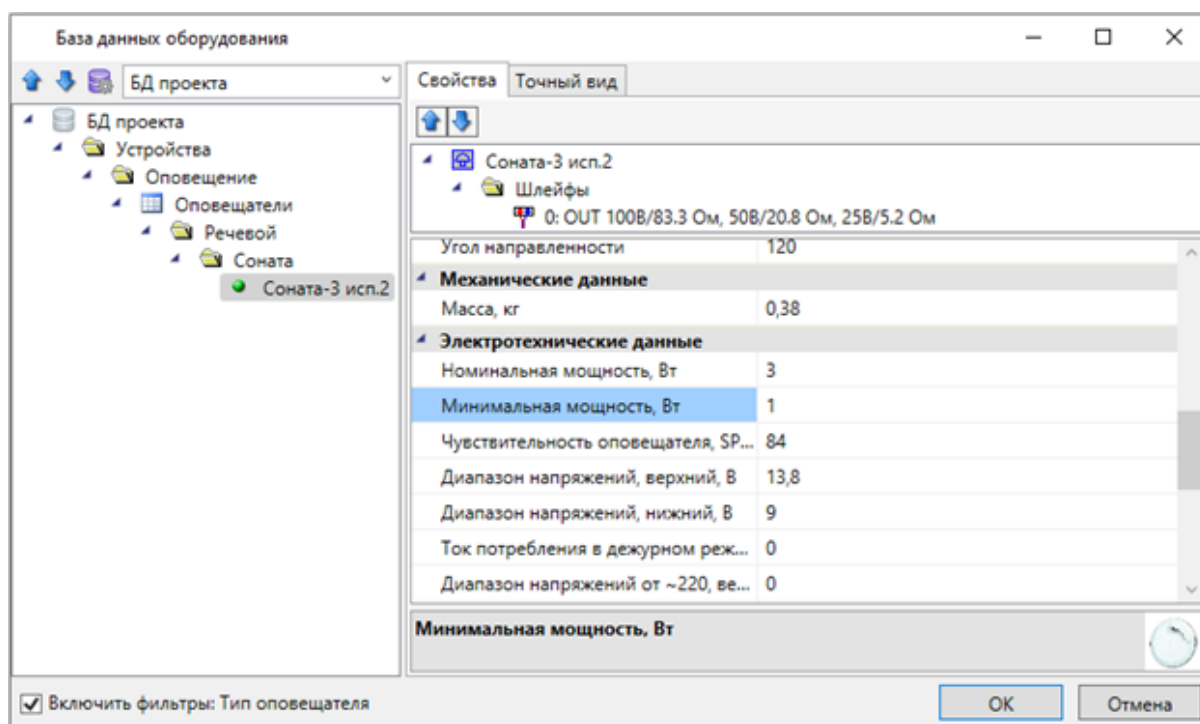 База данных оборудования
БД проекта
БД проекта
Устройства
Оповещение
Оповещатели
Речевой
Соната
Соната-3 исп.2
Свойства Точный вид
Соната-3 исп.2
Шлейфы
0: OUT 100В/83.3 Ом, 50В/20.8 Ом, 25В/5.2 Ом
Угол направленности 120
Механические данные
Масса, кг 0,38
Электротехнические данные
Номинальная мощность, Вт 3
Минимальная мощность, Вт 1
Чувствительность оповещателя, SP... 84
Диапазон напряжений, верхний, В 13,8
Диапазон напряжений, нижний, В 9
Ток потребления в дежурном реж... 0
Диапазон напряжений от ~220, ве... 0
Минимальная мощность, Вт
Включить фильтры: Тип оповещателя
OK Отмена